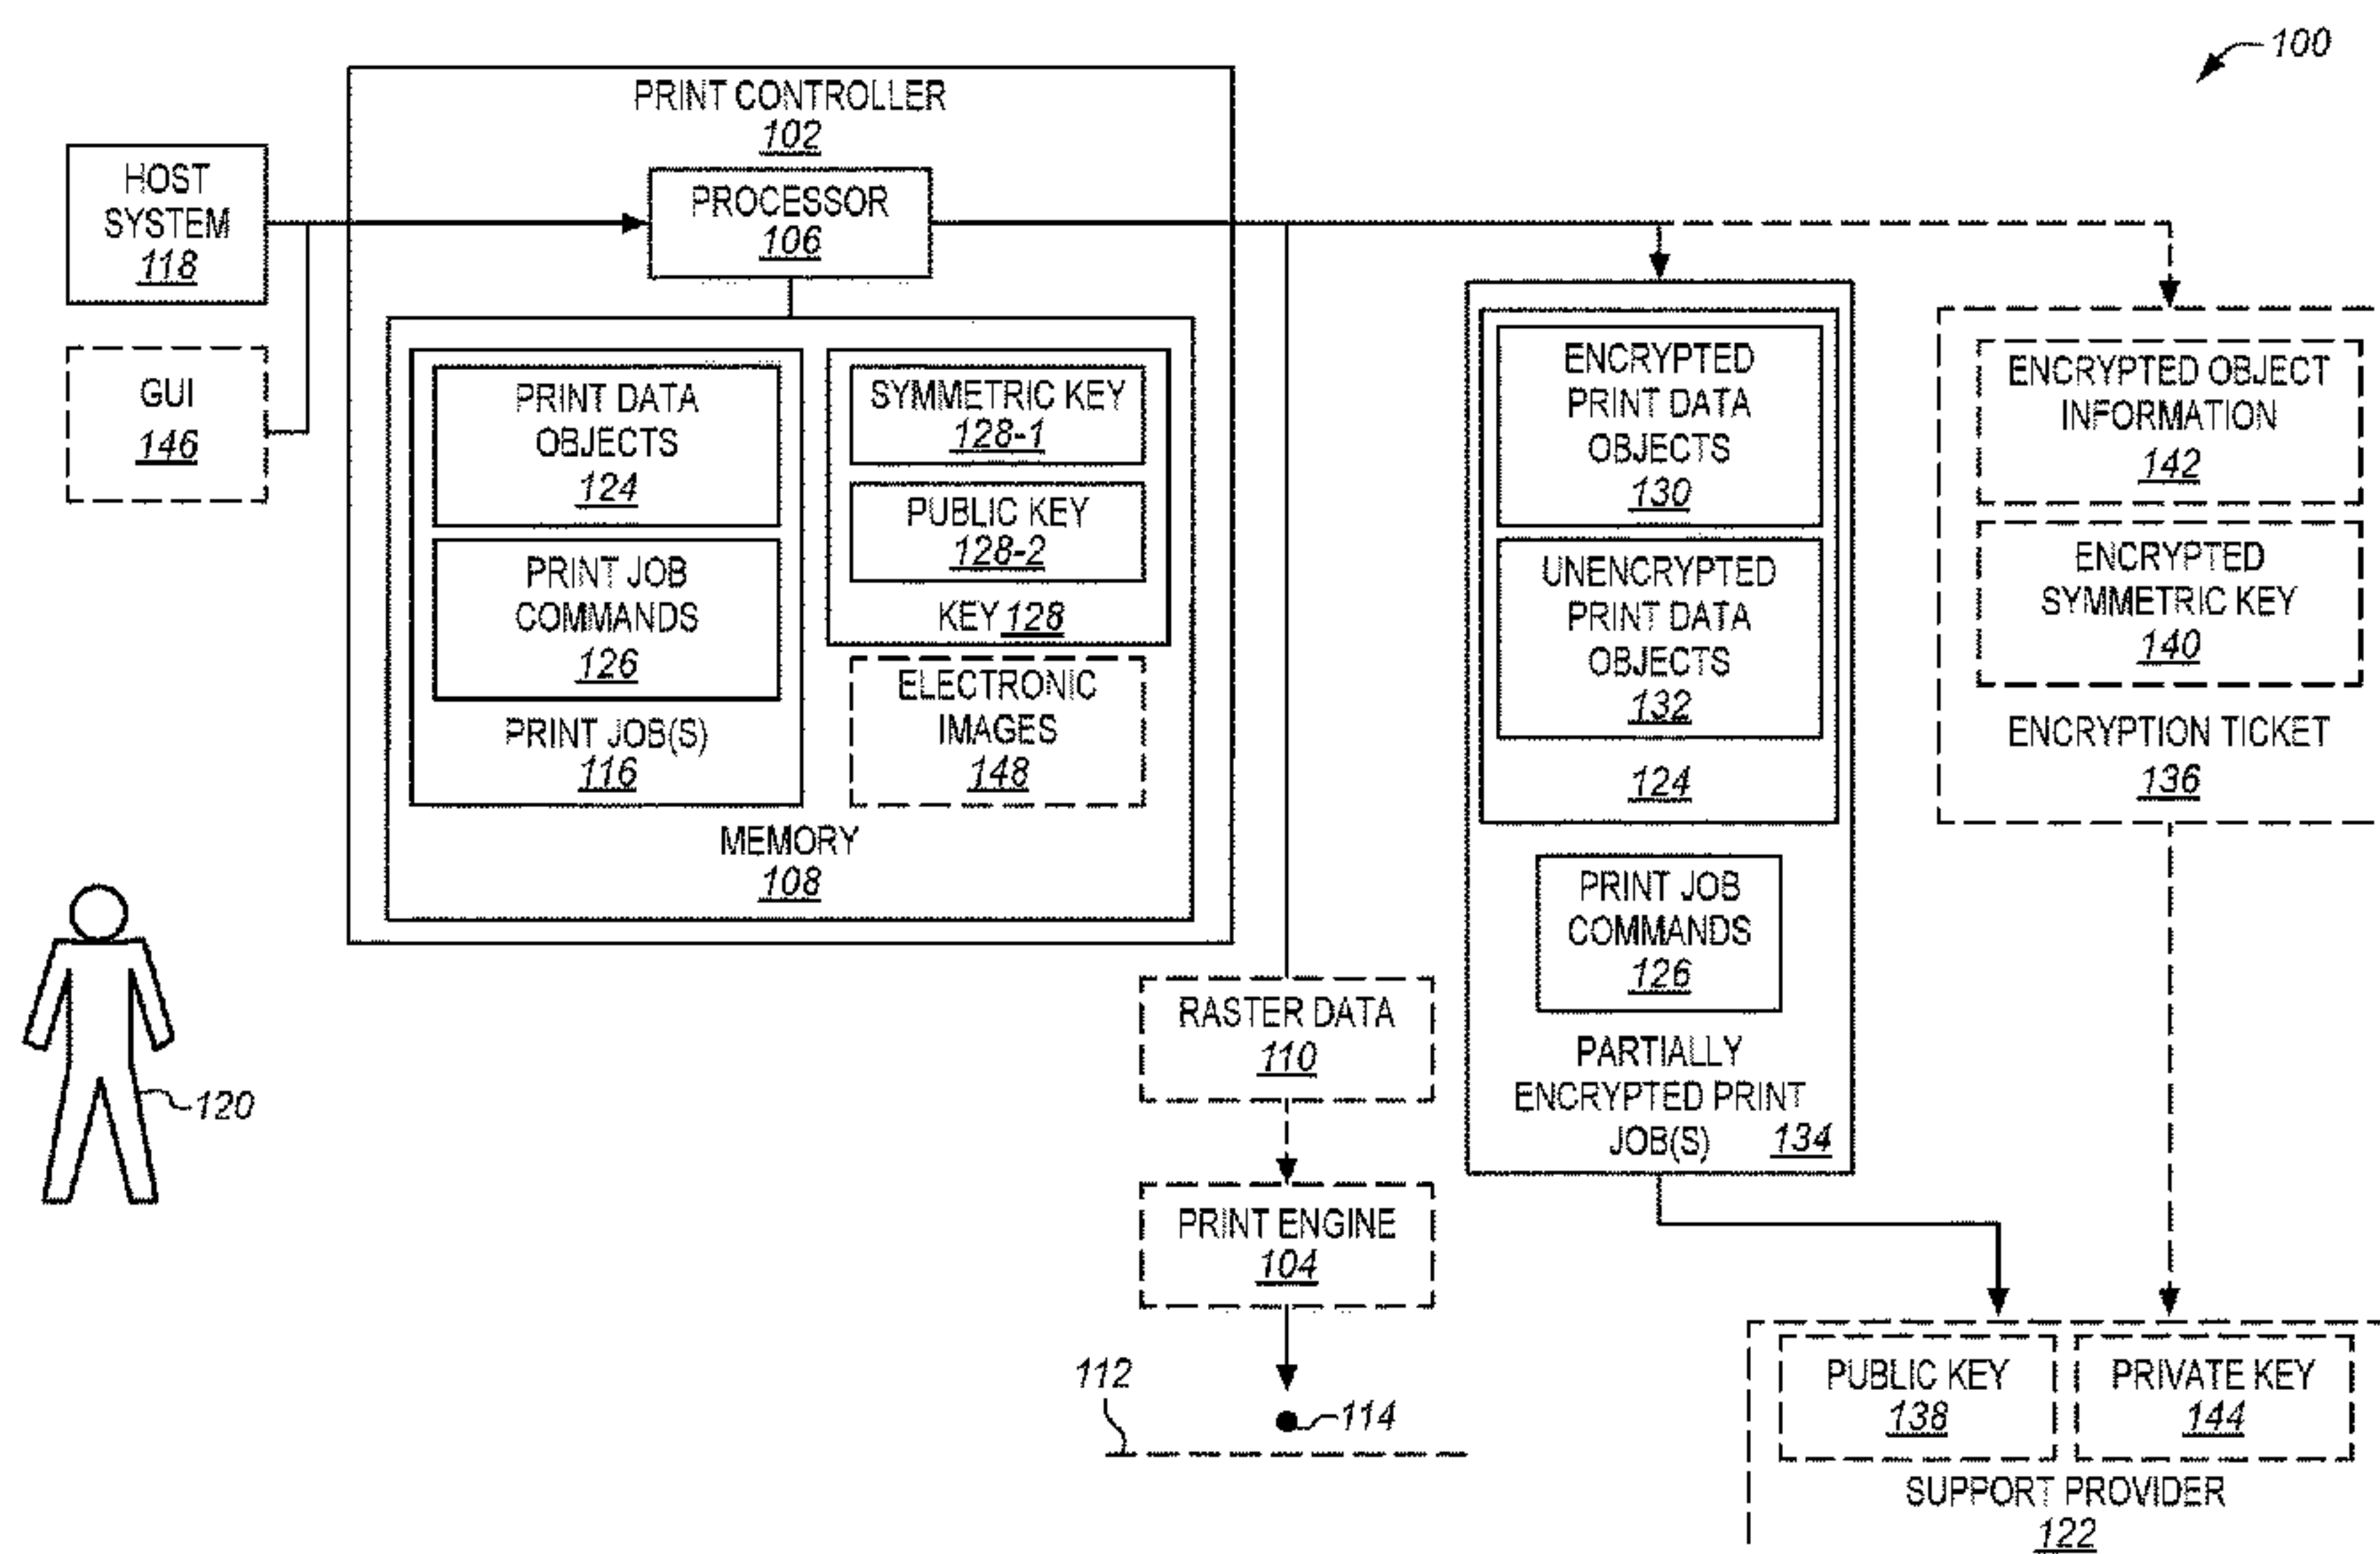 100
PRINT CONTROLLER
102
HOST
SYSTEM
118
PROCESSOR
106
GUI
146
PRINT DATA
OBJECTS
124
PRINT JOB
COMMANDS
126
PRINT JOB(S)
116
SYMMETRIC KEY
128-1
PUBLIC KEY
128-2
KEY 128
ELECTRONIC
IMAGES
148
MEMORY
108
ENCRYPTED
PRINT DATA
OBJECTS
130
UNENCRYPTED
PRINT DATA
OBJECTS
132
124
PRINT JOB
COMMANDS
126
PARTIALLY
ENCRYPTED PRINT
JOB(S) 134
ENCRYPTED OBJECT
INFORMATION
142
ENCRYPTED
SYMMETRIC KEY
140
ENCRYPTION TICKET
136
120
RASTER DATA
110
PRINT ENGINE
104
112
114
PUBLIC KEY
138
PRIVATE KEY
144
SUPPORT PROVIDER
122